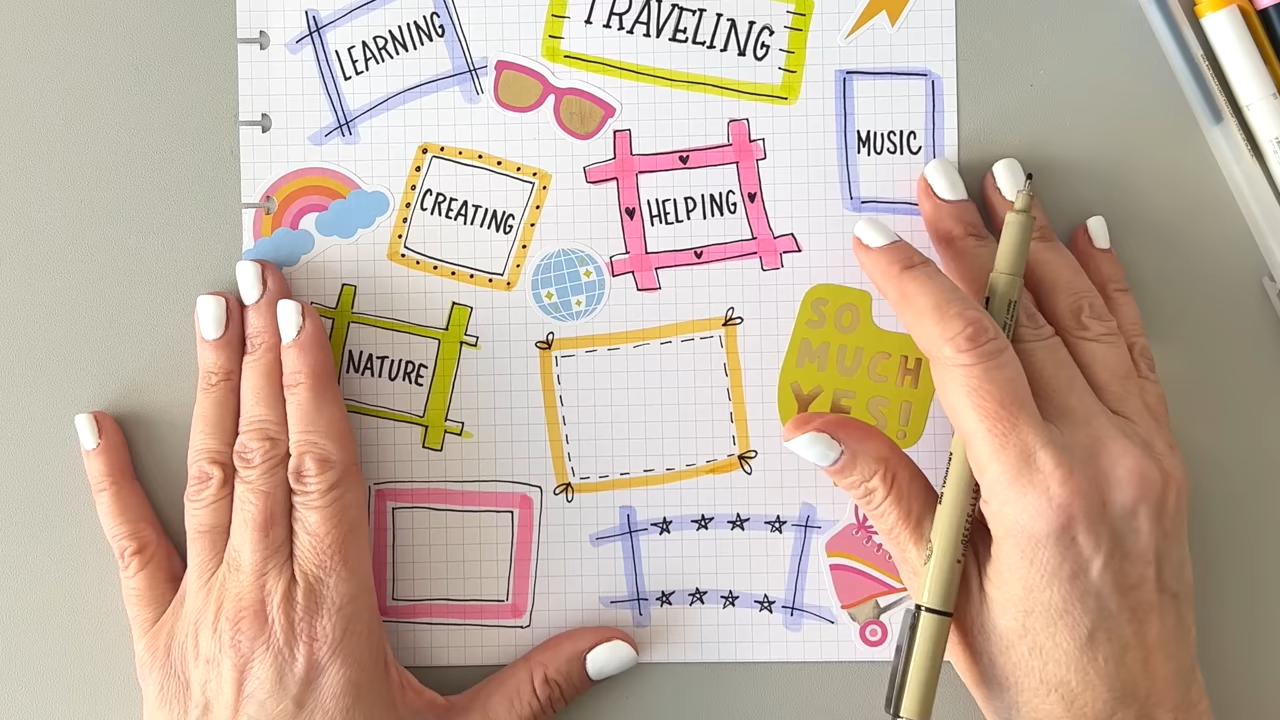 TRAVELING
LEARNING
MUSIC
CREATING
HELPING
NATURE
SO
MUCH
YES!